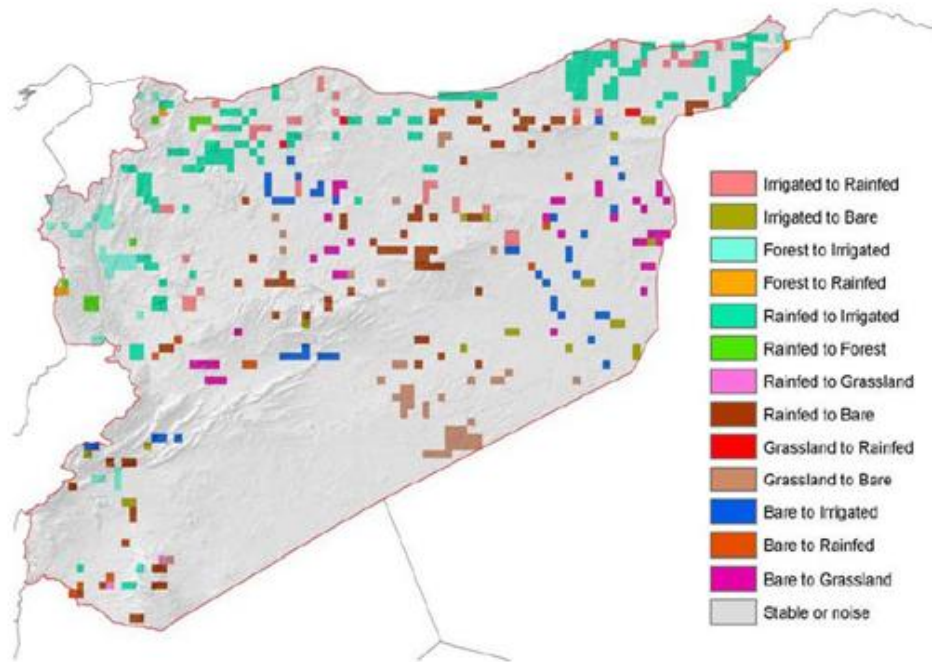 Irrigated to Rainfed
Irrigated to Bare
Forest to Irrigated
Forest to Rainfed
Rainfed to Irrigated
Rainfed to Forest
Rainfed to Grassland
Rainfed to Bare
Grassland to Rainfed
Grassland to Bare
Bare to Irrigated
Bare to Rainfed
Bare to Grassland
Stable or noise